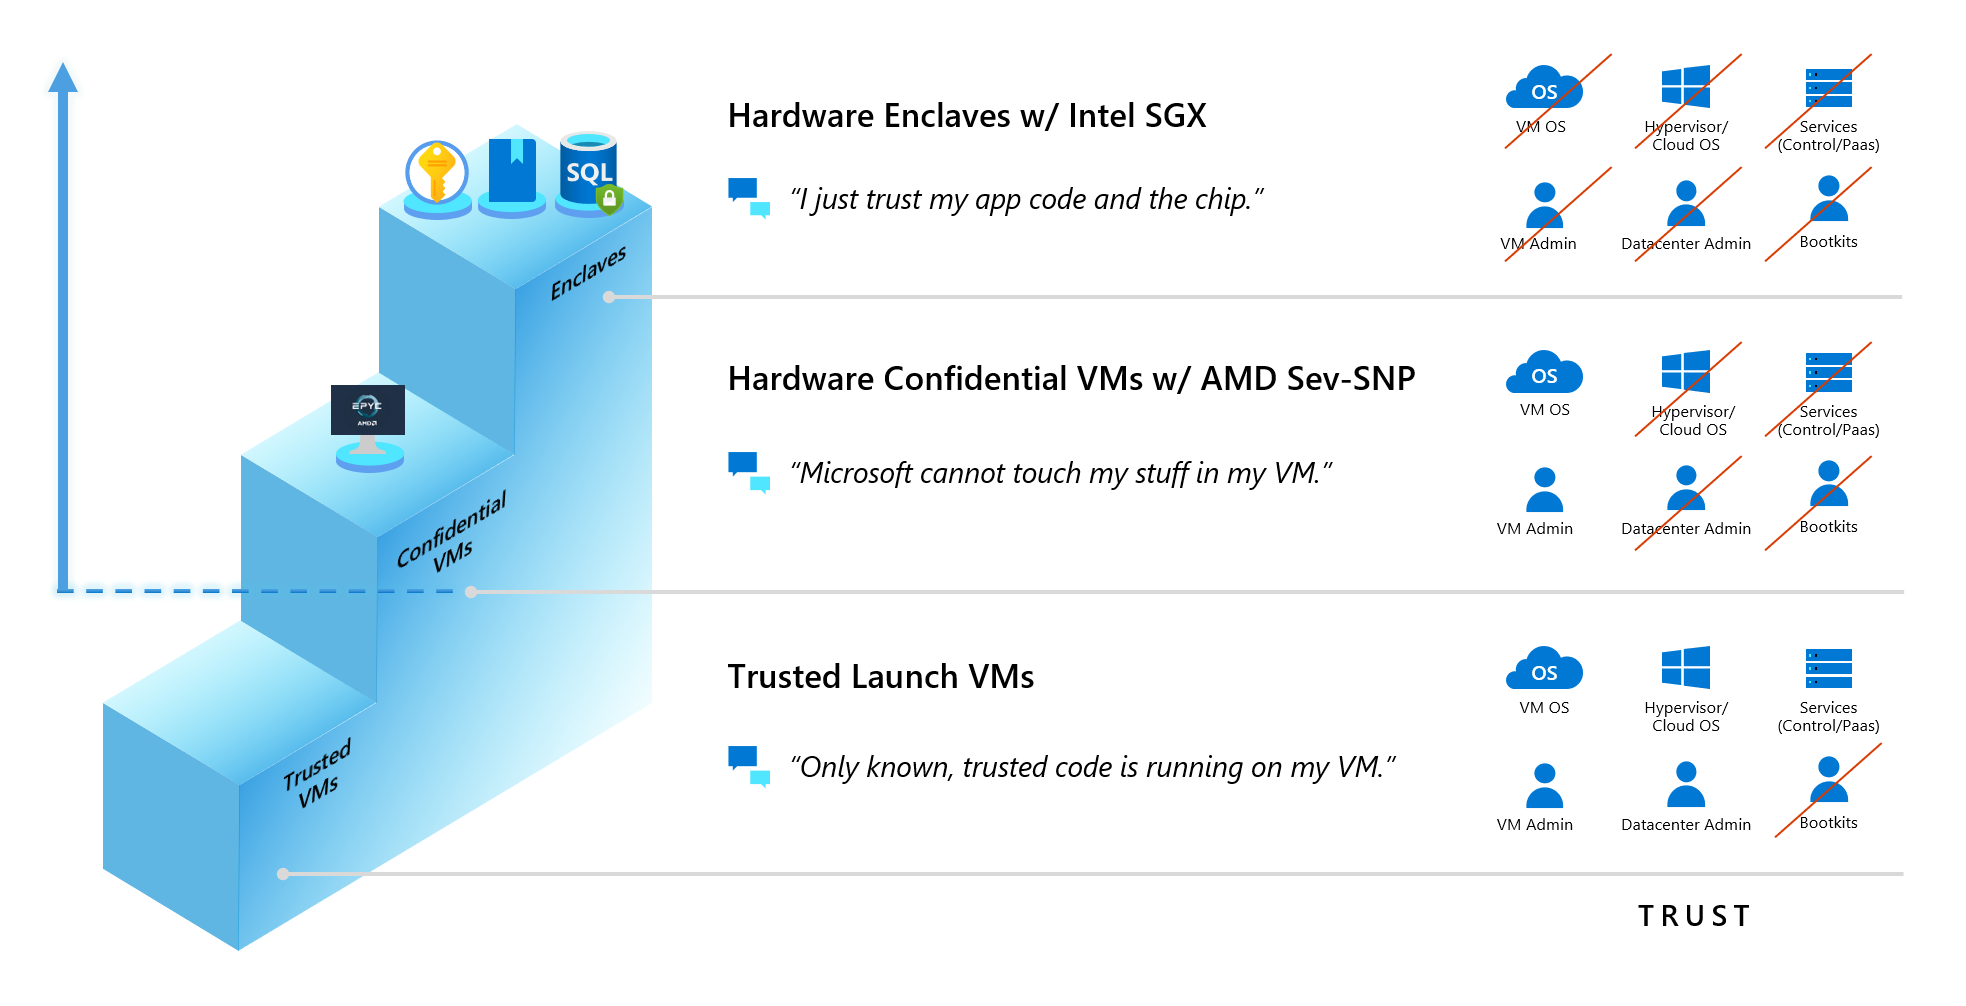 Hardware Enclaves w/ Intel SGX
“I just trust my app code and the chip.”
OS
VM OS
Hypervisor/
Cloud OS
Services
(Control/Paas)
VM Admin
Datacenter Admin
Bootkits
SQL
Enclaves
Hardware Confidential VMs w/ AMD Sev-SNP
“Microsoft cannot touch my stuff in my VM.”
OS
VM OS
Hypervisor/
Cloud OS
Services
(Control/Paas)
VM Admin
Datacenter Admin
Bootkits
EPYC
AMD
Confidential
VMs
Trusted Launch VMs
“Only known, trusted code is running on my VM.”
OS
VM OS
Hypervisor/
Cloud OS
Services
(Control/Paas)
VM Admin
Datacenter Admin
Bootkits
Trusted
VMs
TRUST